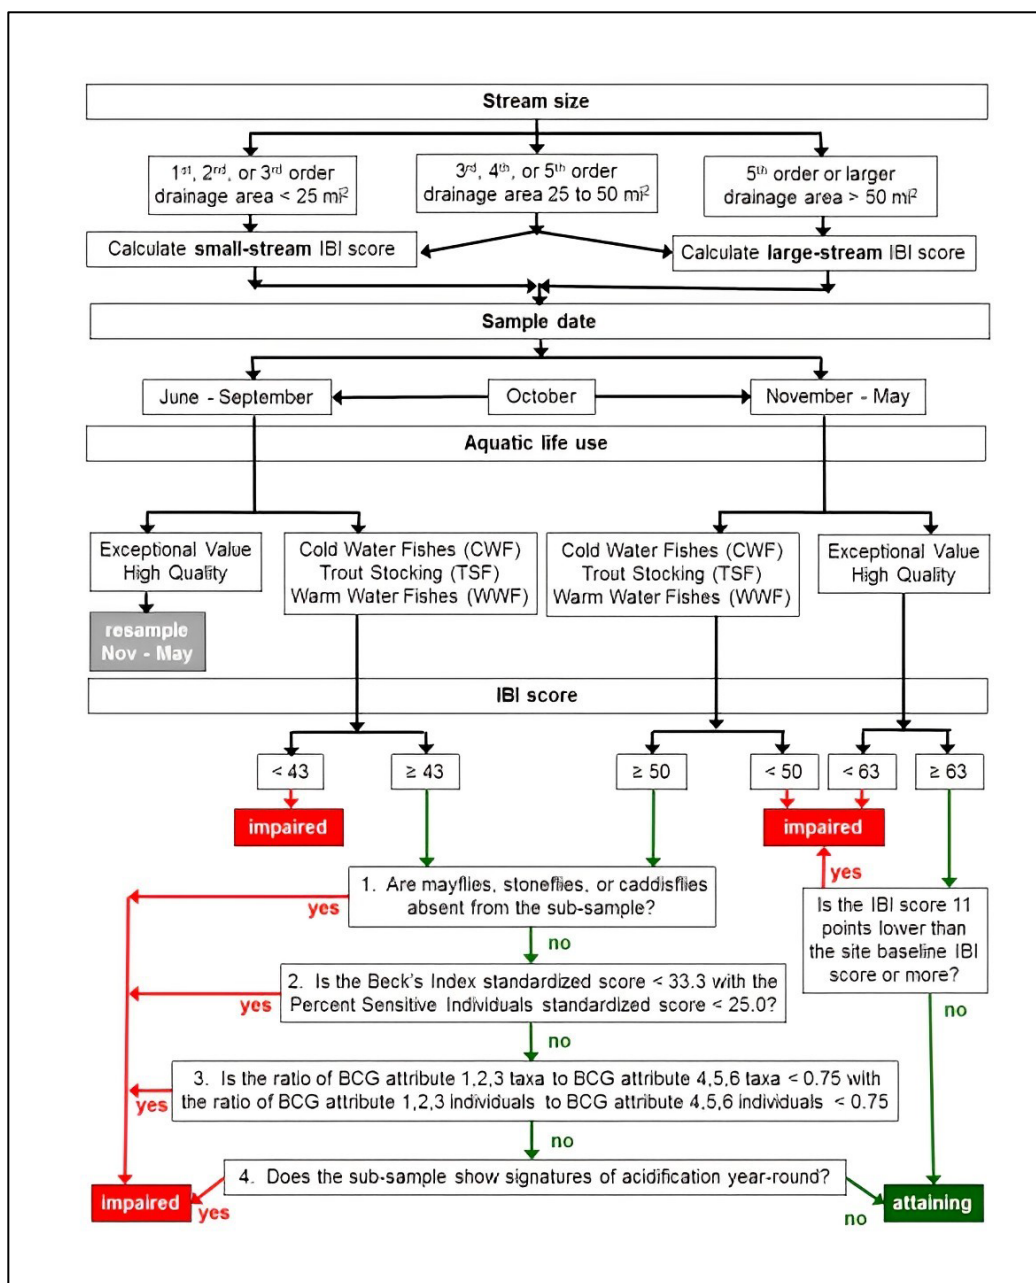 Stream size
1st, 2nd, or 3rd order
drainage area < 25 mi²
3rd, 4th, or 5th order
drainage area 25 to 50 mi²
5th order or larger
drainage area > 50 mi²
Calculate small-stream IBI score
Calculate large-stream IBI score
Sample date
June - September
October
November - May
Aquatic life use
Exceptional Value
High Quality
Cold Water Fishes (CWF)
Trout Stocking (TSF)
Warm Water Fishes (WWF)
Cold Water Fishes (CWF)
Trout Stocking (TSF)
Warm Water Fishes (WWF)
Exceptional Value
High Quality
resample
Nov - May
IBI score
< 43
≥ 43
≥ 50
< 50
< 63
≥ 63
impaired
impaired
yes
1. Are mayflies, stoneflies, or caddisflies
absent from the sub-sample?
yes
no
Is the IBI score 11
points lower than
the site baseline IBI
score or more?
no
2. Is the Beck's Index standardized score < 33.3 with the
Percent Sensitive Individuals standardized score < 25.0?
yes
no
3. Is the ratio of BCG attribute 1,2,3 taxa to BCG attribute 4,5,6 taxa < 0.75 with
the ratio of BCG attribute 1,2,3 individuals to BCG attribute 4,5,6 individuals < 0.75
yes
no
4. Does the sub-sample show signatures of acidification year-round?
impaired
yes
no
attaining